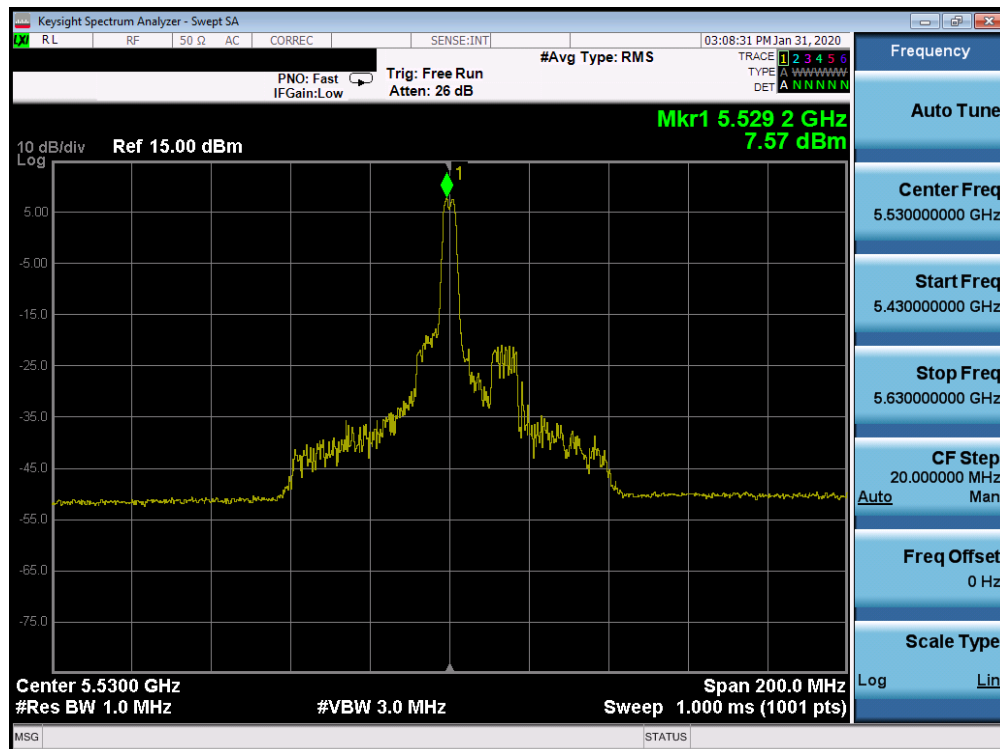 Keysight Spectrum Analyzer - Swept SA
LXI RL RF 50 Ω AC CORREC SENSE:INT 03:08:31 PM Jan 31, 2020
#Avg Type: RMS
TRACE 1 2 3 4 5 6
PNO: Fast Trig: Free Run TYPE A WWWWW
IFGain:Low Atten: 26 dB DET A N N N N N
Mkr1 5.529 2 GHz
7.57 dBm
10 dB/div Ref 15.00 dBm
Log
1
5.00
-5.00
-15.0
-25.0
-35.0
-45.0
-55.0
-65.0
-75.0
Center 5.5300 GHz Span 200.0 MHz
#Res BW 1.0 MHz #VBW 3.0 MHz Sweep 1.000 ms (1001 pts)
MSG STATUS
Frequency
Auto Tune
Center Freq
5.530000000 GHz
Start Freq
5.430000000 GHz
Stop Freq
5.630000000 GHz
CF Step
20.000000 MHz
Auto Man
Freq Offset
0 Hz
Scale Type
Log Lin